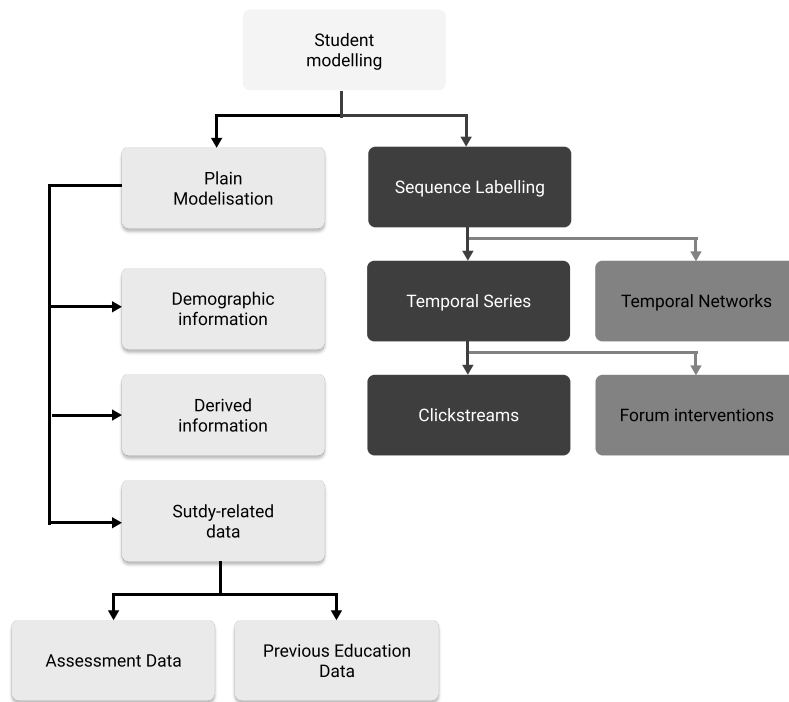 Student
modelling
Plain
Modelisation
Sequence Labelling
Demographic
information
Temporal Series
Temporal Networks
Derived
information
Clickstreams
Forum interventions
Sutdy-related
data
Assessment Data
Previous Education
Data